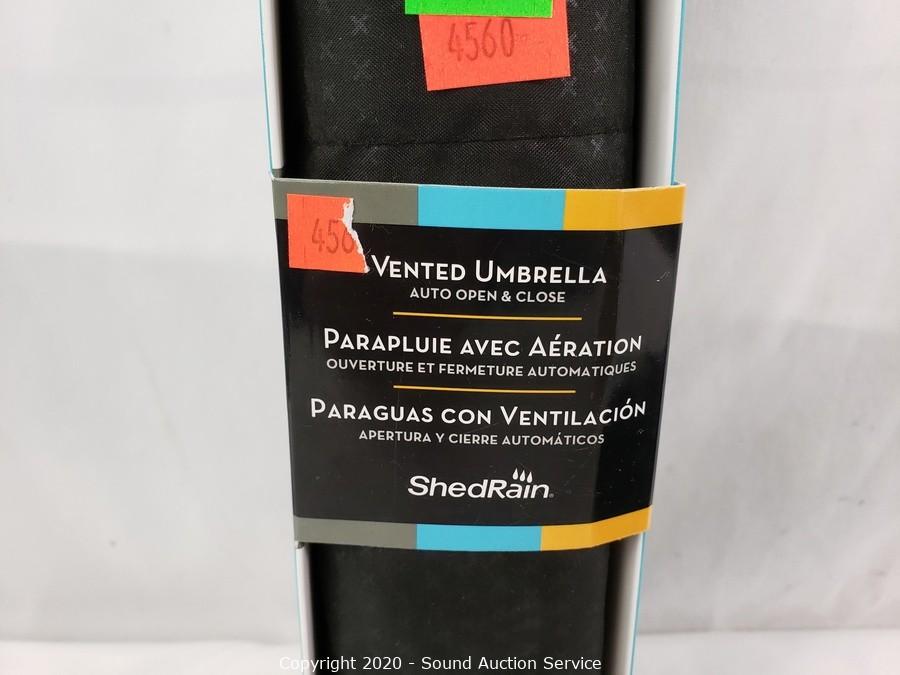 4560
456
VENTED UMBRELLA
AUTO OPEN & CLOSE
PARAPLUIE AVEC AÉRATION
OUVERTURE ET FERMETURE AUTOMATIQUES
PARAGUAS CON VENTILACIÓN
APERTURA Y CIERRE AUTOMÁTICOS
ShedRain
Copyright 2020 - Sound Auction Service